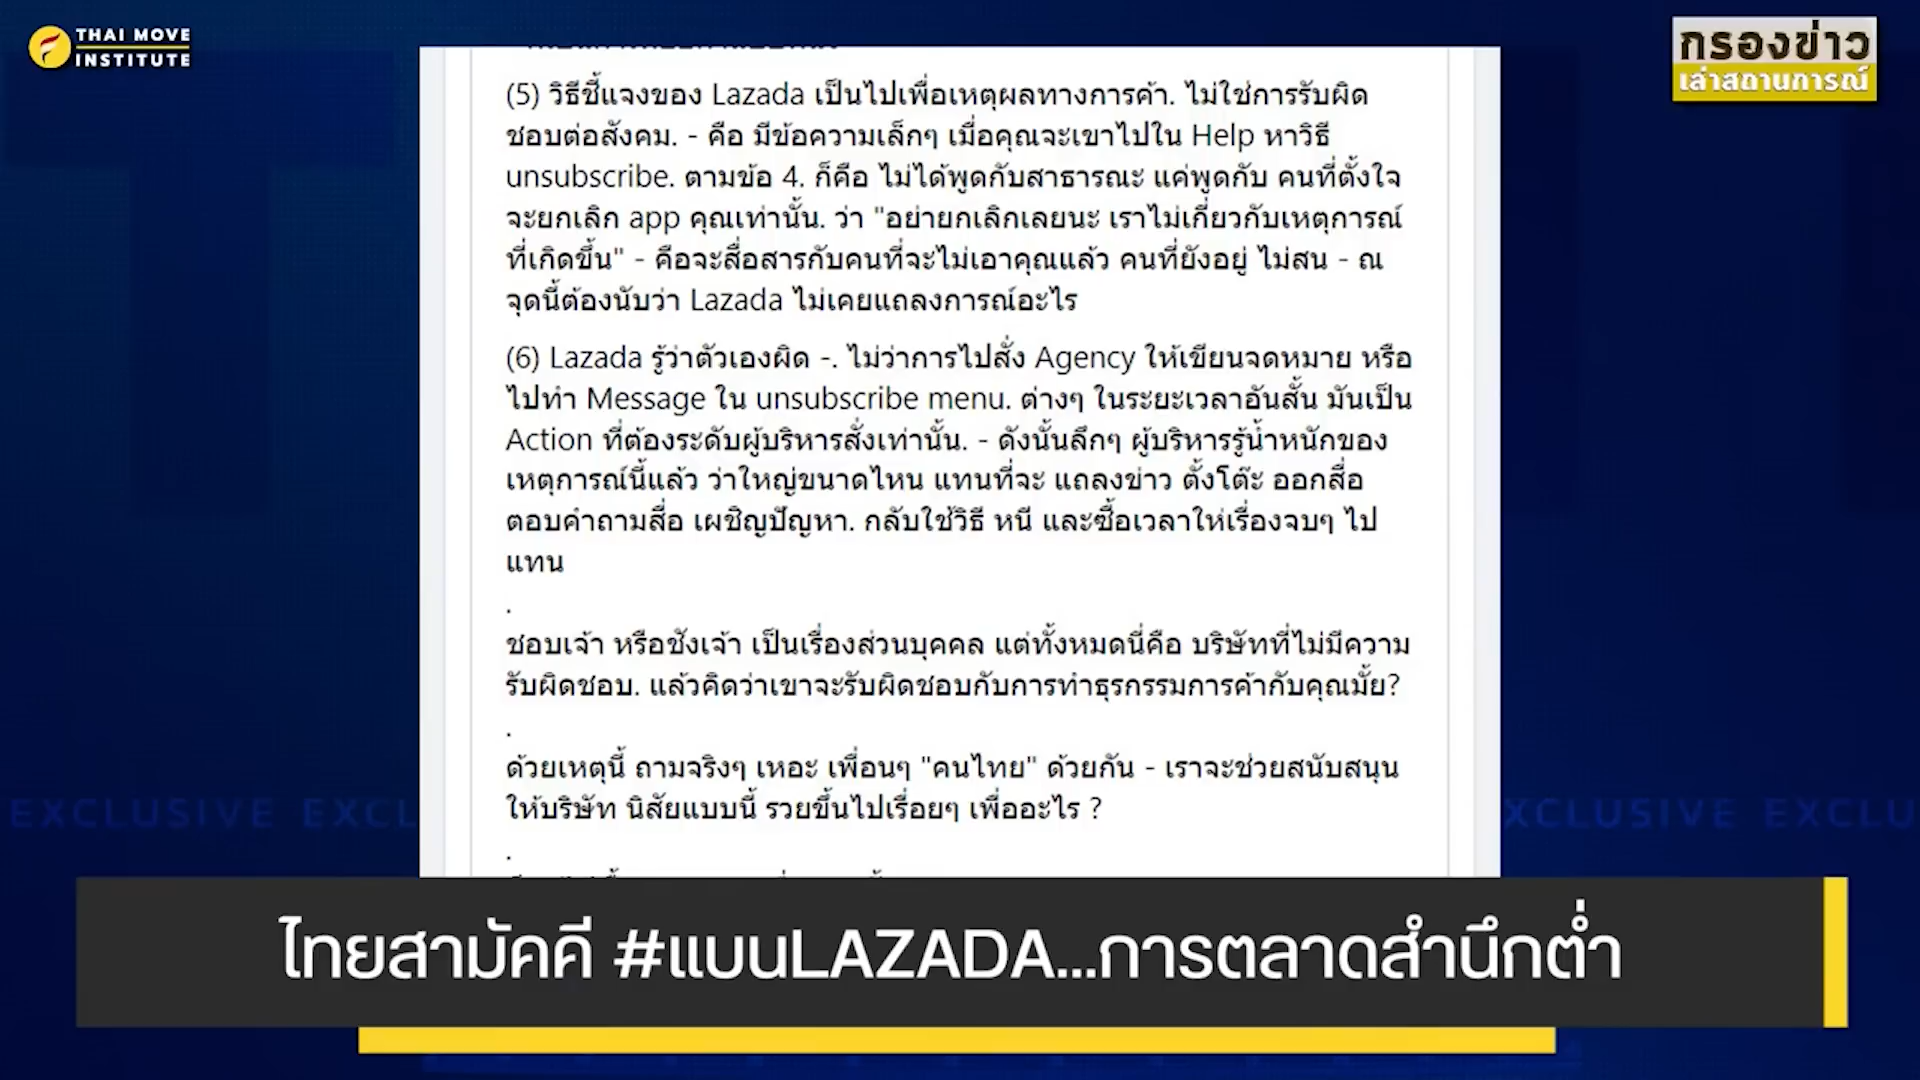 THAI MOVE
INSTITUTE
กรองข่าว
เล่าสถานการณ์
(5) วิธีชี้แจงของ Lazada เป็นไปเพื่อเหตุผลทางการค้า. ไม่ใช่การรับผิด
ชอบต่อสังคม. - คือ มีข้อความเล็กๆ เมื่อคุณจะเขาไปใน Help หาวิธี
unsubscribe. ตามข้อ 4. ก็คือ ไม่ได้พูดกับสาธารณะ แค่พูดกับ คนที่ตั้งใจ
จะยกเลิก app คุณเท่านั้น. ว่า "อย่ายกเลิกเลยนะ เราไม่เกี่ยวกับเหตุการณ์
ที่เกิดขึ้น" - คือจะสื่อสารกับคนที่จะไม่เอาคุณแล้ว คนที่ยังอยู่ ไม่สน - ณ
จุดนี้ต้องนับว่า Lazada ไม่เคยแถลงการณ์อะไร
(6) Lazada รู้ว่าตัวเองผิด -. ไม่ว่าการไปสั่ง Agency ให้เขียนจดหมาย หรือ
ไปทำ Message ใน unsubscribe menu. ต่างๆ ในระยะเวลาอันสั้น มันเป็น
Action ที่ต้องระดับผู้บริหารสั่งเท่านั้น. - ดังนั้นลึกๆ ผู้บริหารรู้น้ำหนักของ
เหตุการณ์นี้แล้ว ว่าใหญ่ขนาดไหน แทนที่จะ แถลงข่าว ตั้งโต๊ะ ออกสื่อ
ตอบคำถามสื่อ เผชิญปัญหา. กลับใช้วิธี หนี และซื้อเวลาให่เรื่องจบๆ ไป
แทน
.
ชอบเจ้า หรือชังเจ้า เป็นเรื่องส่วนบุคคล แต่ทั้งหมดนี่คือ บริษัทที่ไม่มีความ
รับผิดชอบ. แล้วคิดว่าเขาจะรับผิดชอบกับการทำธุรกรรมการค้ากับคุณมั้ย?
.
ด้วยเหตุนี้ ถามจริงๆ เหอะ เพื่อนๆ "คนไทย" ด้วยกัน - เราจะช่วยสนับสนุน
ให้บริษัท นิสัยแบบนี้ รวยขึ้นไปเรื่อยๆ เพื่ออะไร ?
.
EXCLUSIVE EXCL
XCLUSIVE EXCLU
ไทยสามัคคี #แบนLAZADA...การตลาดสำนึกต่ำ